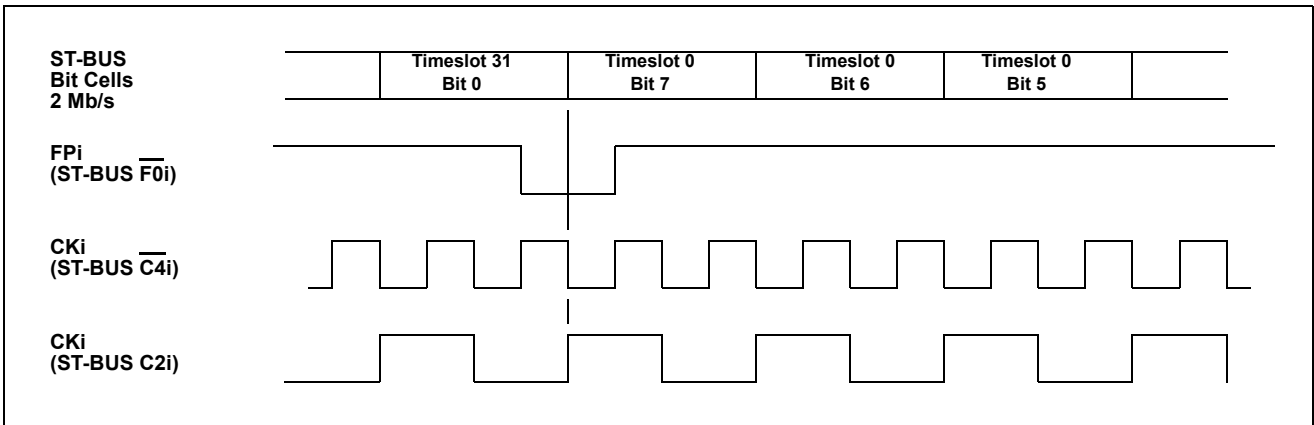 ST-BUS
Bit Cells
2 Mb/s
Timeslot 31
Bit 0
Timeslot 0
Bit 7
Timeslot 0
Bit 6
Timeslot 0
Bit 5
FPi
(ST-BUS F0i)
CKi
(ST-BUS C4i)
CKi
(ST-BUS C2i)